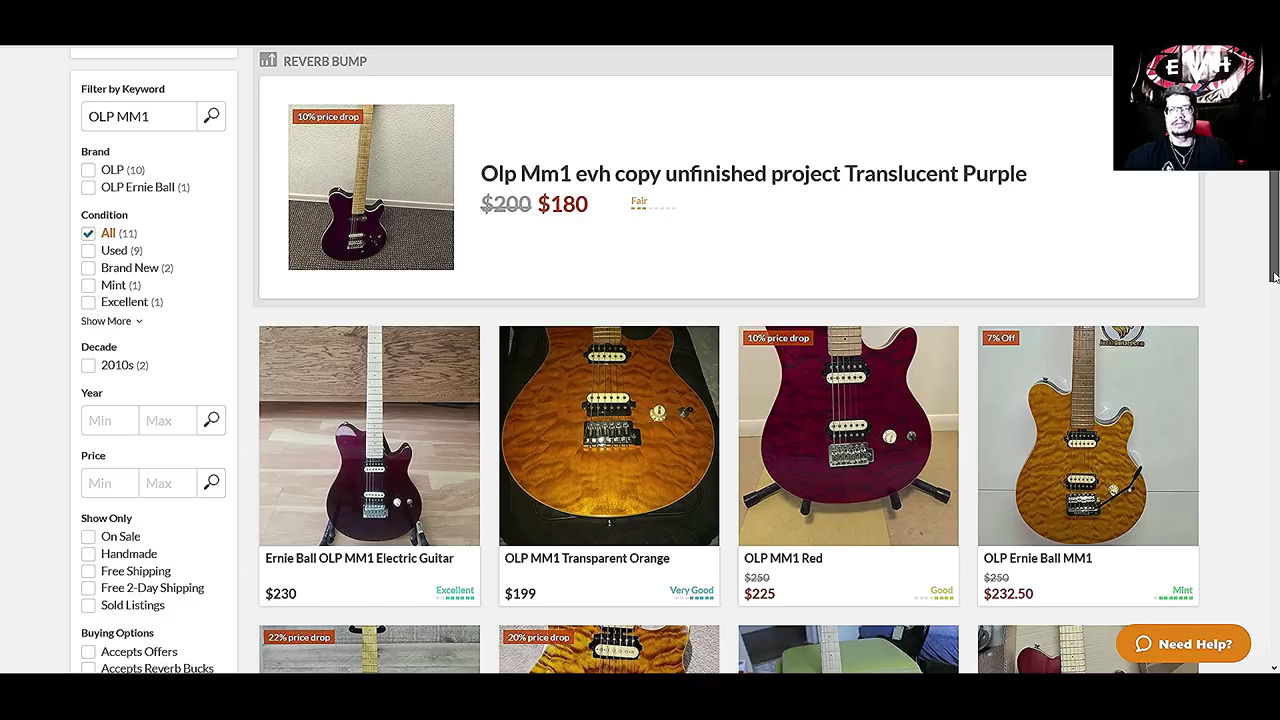 REVERB BUMP
EVH
Filter by Keyword
OLP MM1
Brand
OLP (10)
OLP Ernie Ball (1)
Condition
All (11)
Used (9)
Brand New (2)
Mint (1)
Excellent (1)
Show More
Decade
2010s (2)
Year
Min Max
Price
Min Max
Show Only
On Sale
Handmade
Free Shipping
Free 2-Day Shipping
Sold Listings
Buying Options
Accepts Offers
Accepts Reverb Bucks
10% price drop
Olp Mm1 evh copy unfinished project Translucent Purple
$200 $180 Fair
Ernie Ball OLP MM1 Electric Guitar
$230 Excellent
OLP MM1 Transparent Orange
$199 Very Good
10% price drop
OLP MM1 Red
$250
$225 Good
7% Off
OLP Ernie Ball MM1
$250
$232.50 Mint
22% price drop
20% price drop
Need Help?